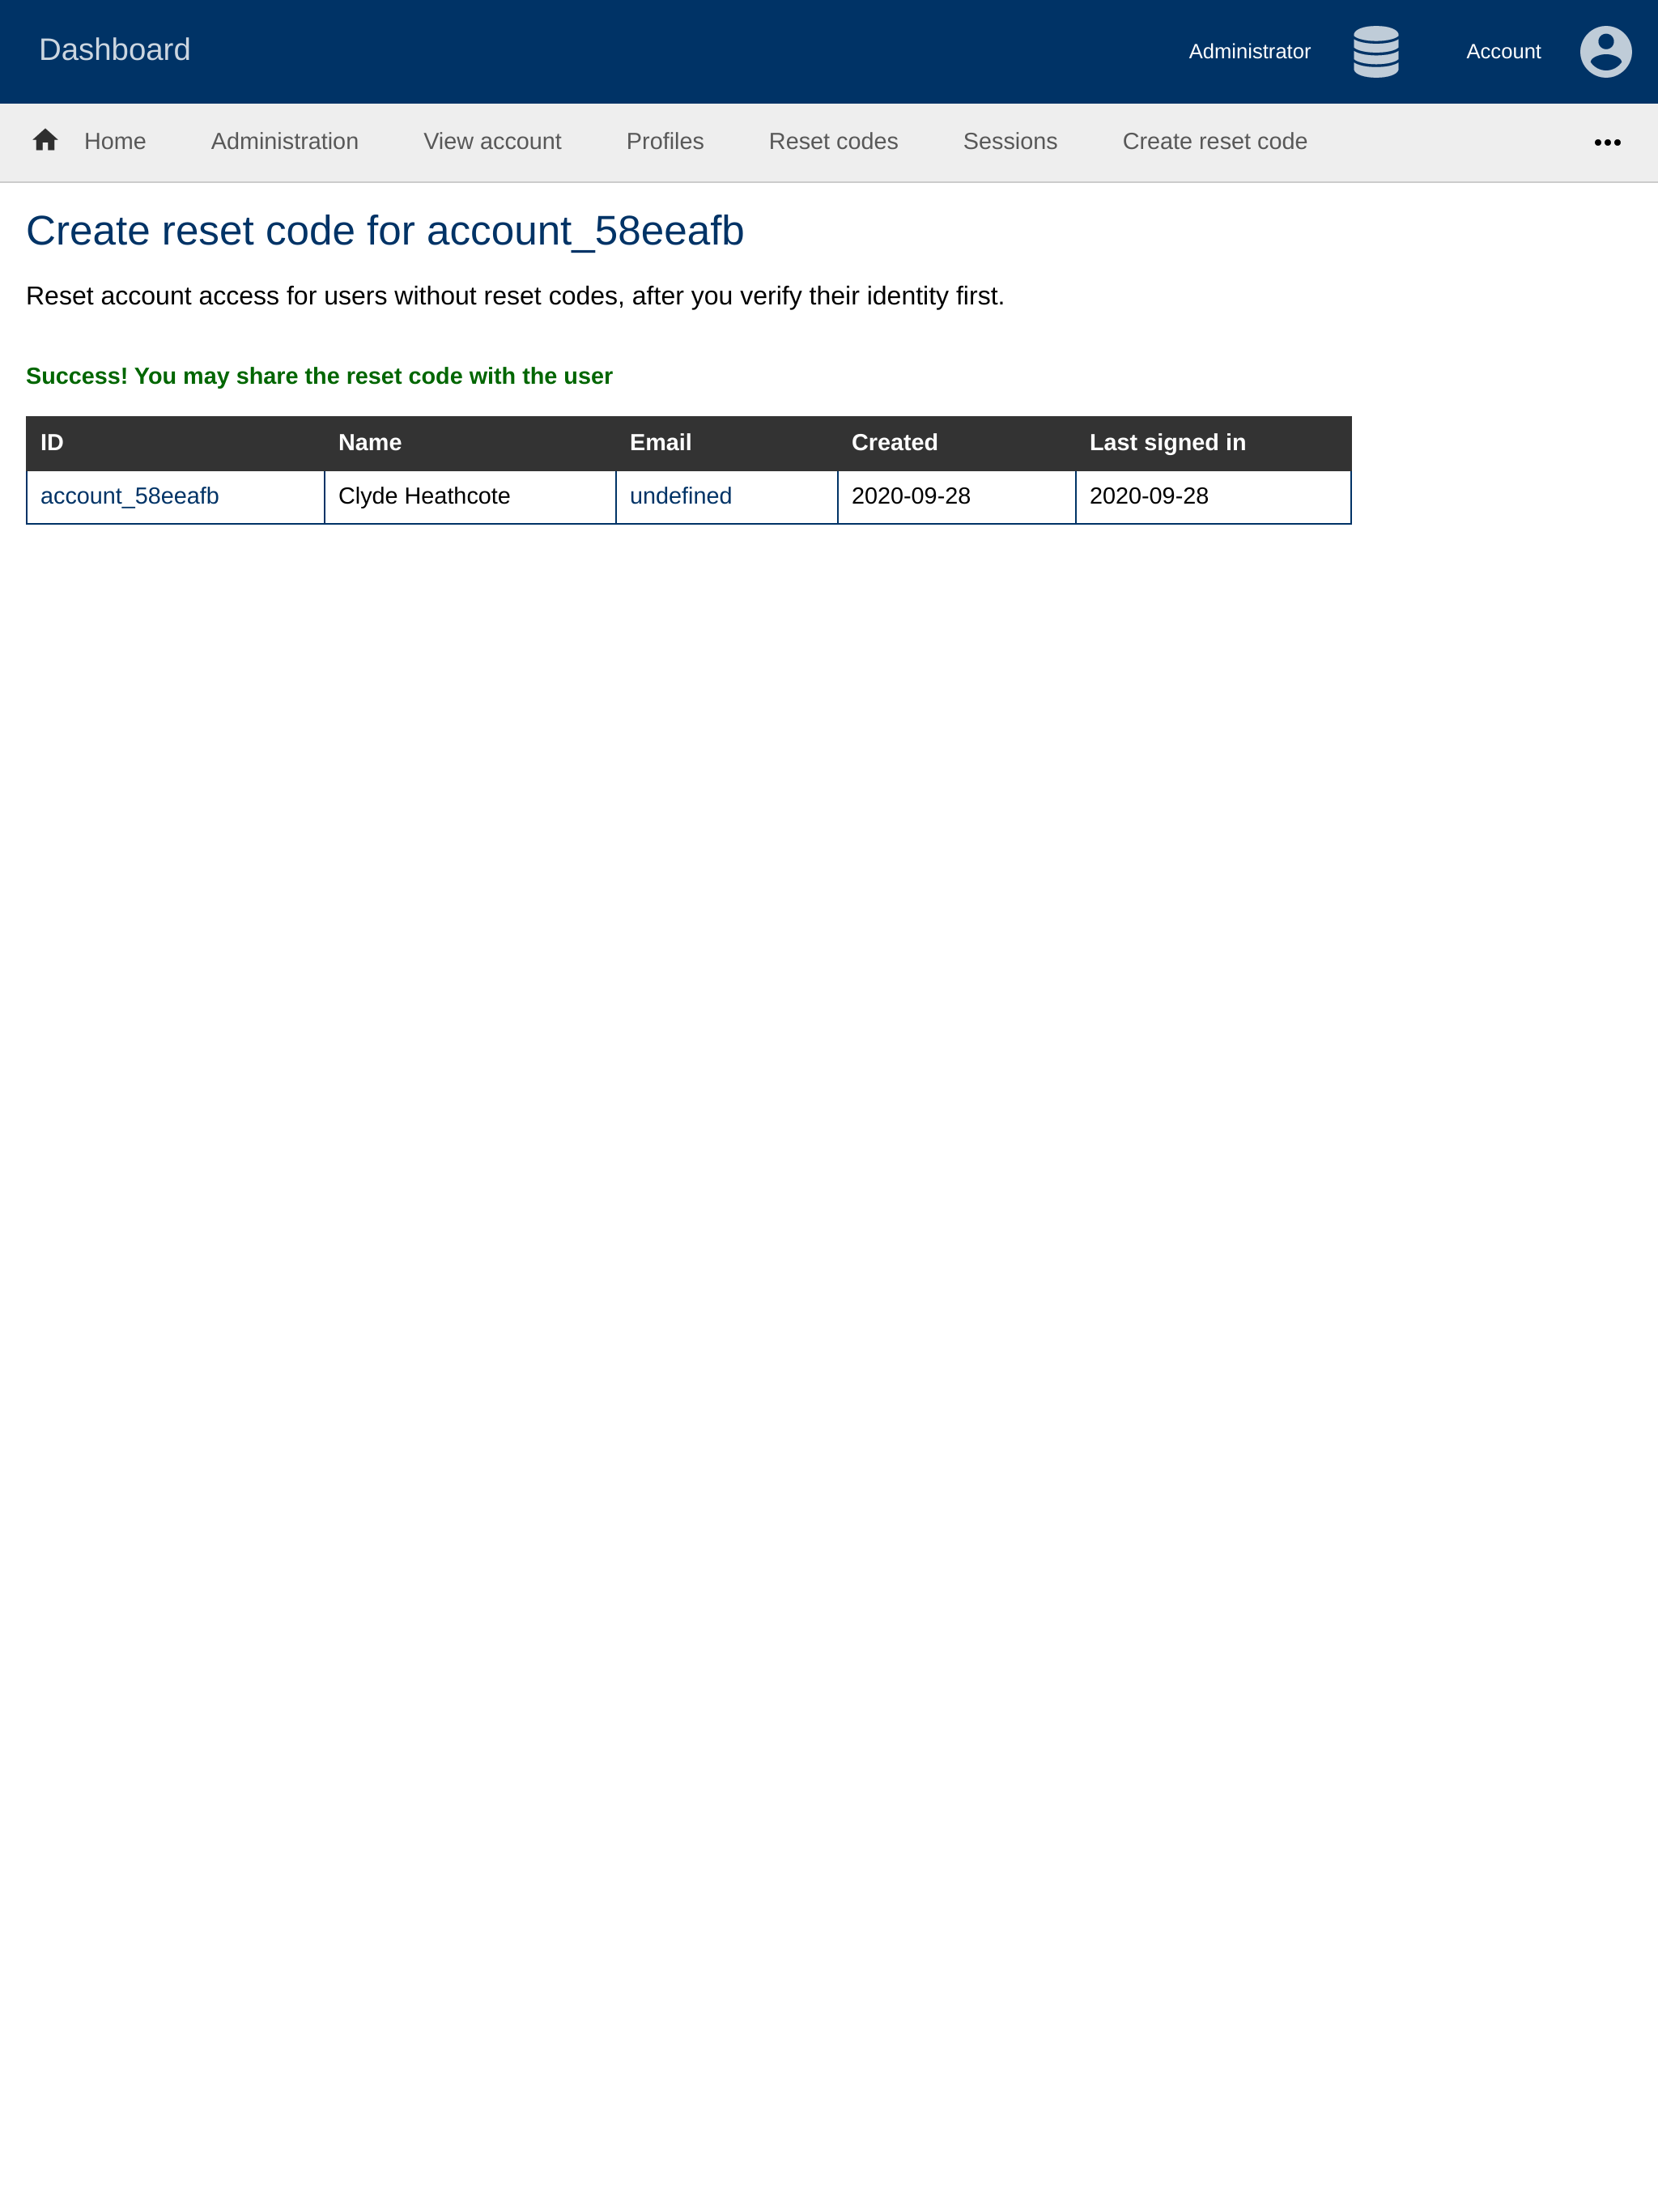 Dashboard Administrator Account
Home Administration View account Profiles Reset codes Sessions Create reset code
Create reset code for account_58eeafb
Reset account access for users without reset codes, after you verify their identity first.
Success! You may share the reset code with the user
ID Name Email Created Last signed in
account_58eeafb Clyde Heathcote undefined 2020-09-28 2020-09-28